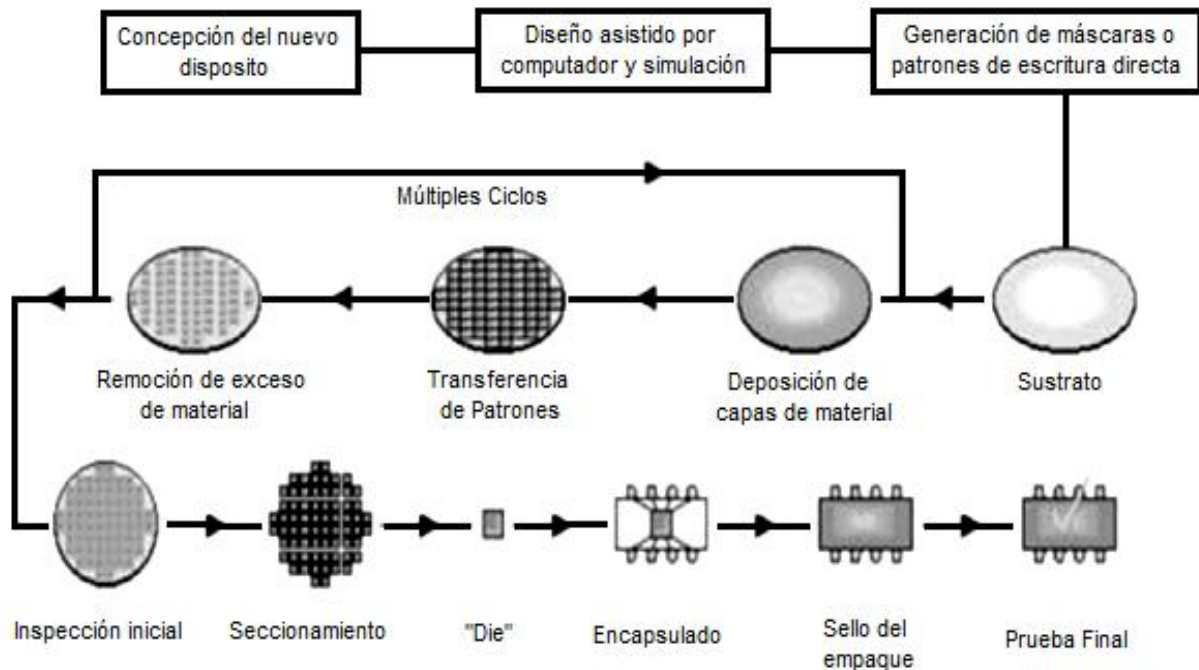 Concepción del nuevo
disposito
Diseño asistido por
computador y simulación
Generación de máscaras o
patrones de escritura directa
Múltiples Ciclos
Remoción de exceso
de material
Transferencia
de Patrones
Deposición de
capas de material
Sustrato
Inspección inicial
Seccionamiento
"Die"
Encapsulado
Sello del
empaque
Prueba Final